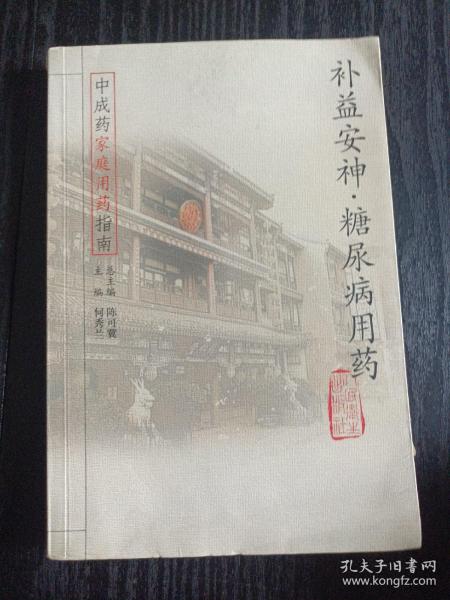 补益安神·糖尿病用药
中成药家庭用药指南
总主编 陈可冀
主编 何秀兰
孔夫子旧书网
www.kongfz.com